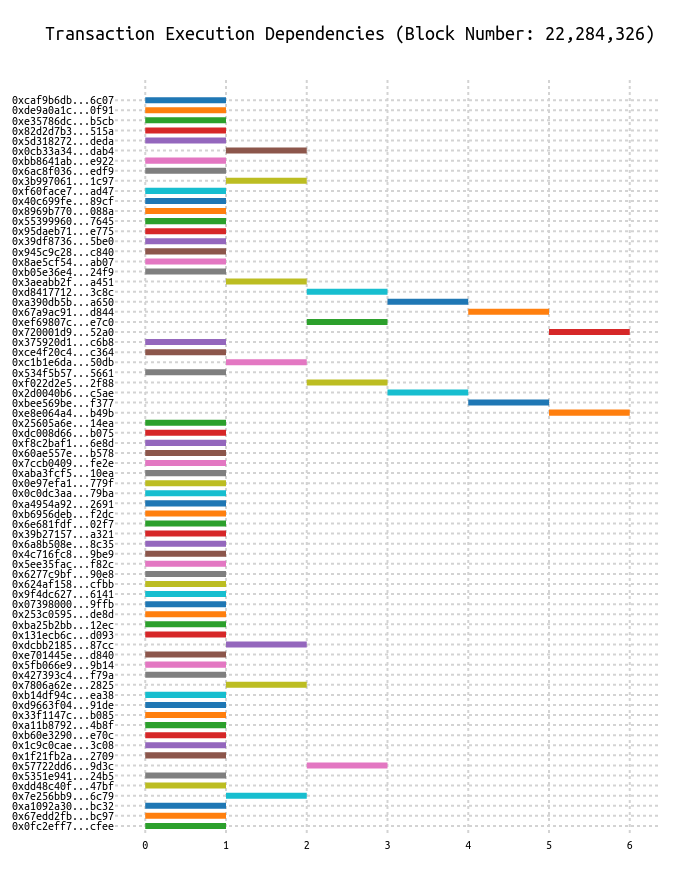 Transaction Execution Dependencies (Block Number: 22,284,326)
0xcaf9b6db...6c07
0xde9a0a1c...0f91
0xe35786dc...b5cb
0x82d2d7b3...515a
0x5d318272...deda
0x0cb33a34...dab4
0xbb8641ab...e922
0x6ac8f036...edf9
0x3b997061...1c97
0xf60face7...ad47
0x40c699fe...89cf
0x8969b770...088a
0x55399960...7645
0x95daeb71...e775
0x39df8736...5be0
0x945c9c28...c840
0x8ae5cf54...ab07
0xb05e36e4...24f9
0x3aeabb2f...a451
0xd8417712...3c8c
0xa390db5b...a650
0x67a9ac91...d844
0xef69807c...e7c0
0x720001d9...52a0
0x375920d1...c6b8
0xce4f20c4...c364
0xc1b1e6da...50db
0x534f5b57...5661
0xf022d2e5...2f88
0x2d0040b6...c5ae
0xbee569be...f377
0xe8e064a4...b49b
0x25605a6e...14ea
0xdc008d66...b075
0xf8c2baf1...6e8d
0x60ae557e...b578
0x7ccb0409...fe2e
0xaba3fcf5...10ea
0x0e97efa1...779f
0x0c0dc3aa...79ba
0xa4954a92...2691
0xb6956deb...f2dc
0x6e681fdf...02f7
0x39b27157...a321
0x6a8b508e...8c35
0x4c716fc8...9be9
0x5ee35fac...f82c
0x6277c9bf...90e8
0x624af158...cfbb
0x9f4dc627...6141
0x07398000...9ffb
0x253c0595...de8d
0xba25b2bb...12ec
0x131ecb6c...d093
0xdcbb2185...87cc
0xe701445e...d840
0x5fb066e9...9b14
0x427393c4...f79a
0x7806a62e...2825
0xb14df94c...ea38
0xd9663f04...91de
0x33f1147c...b085
0xa11b8792...4b8f
0xb60e3290...e70c
0x1c9c0cae...3c08
0x1f21fb2a...2709
0x57722dd6...9d3c
0x5351e941...24b5
0xdd48c40f...47bf
0x7e256bb9...6c79
0xa1092a30...bc32
0x67edd2fb...bc97
0x0fc2eff7...cfee
0 1 2 3 4 5 6